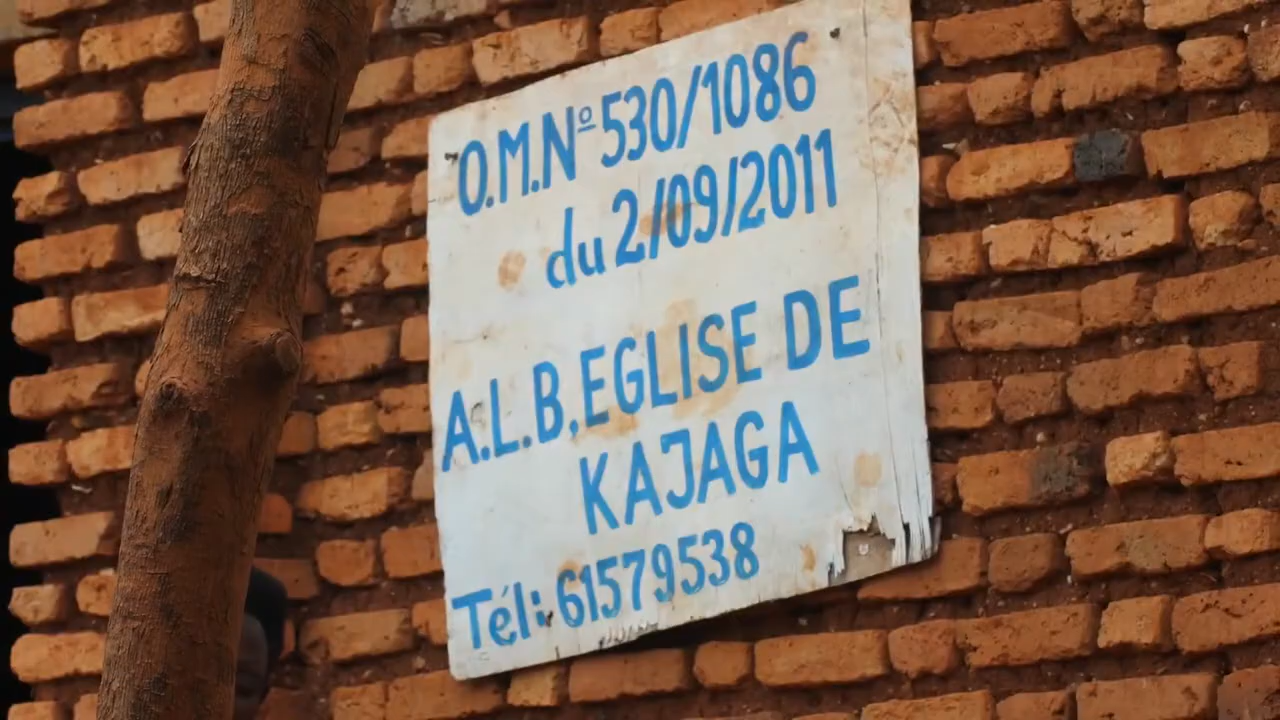 O.M.Nº 530/1086
du 2/09/2011
A.L.B. EGLISE DE
KAJAGA
Tél: 61579538